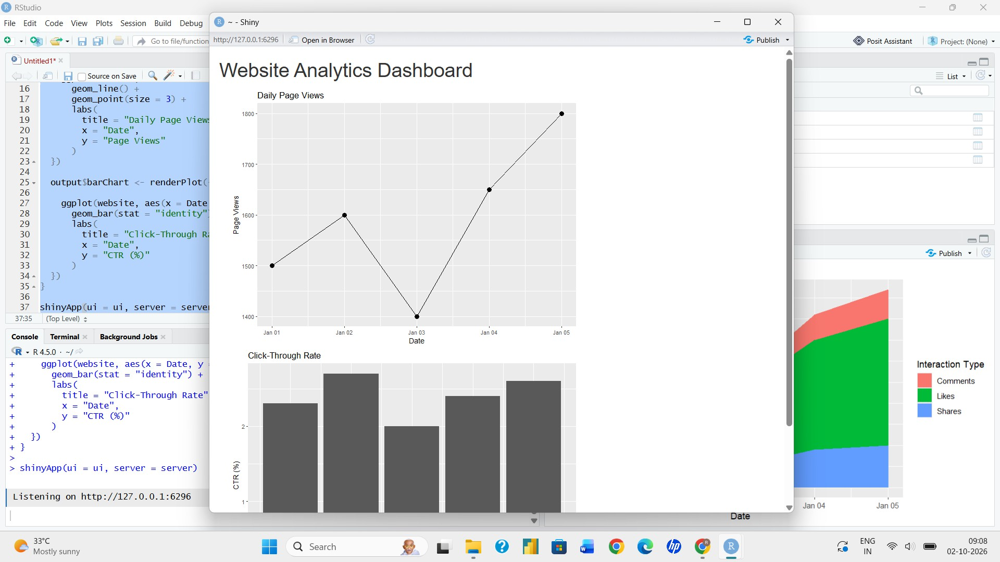 RStudio
File Edit Code View Plots Session Build Debug
Go to file/function
Posit Assistant
Project: (None)
Untitled1*
Source on Save
16 geom_line() +
17 geom_point(size = 3) +
18 labs(
19 title = "Daily Page Views
20 x = "Date",
21 y = "Page Views"
22 )
23 })
24
25 output$barChart <- renderPlot(
26
27 ggplot(website, aes(x = Date
28 geom_bar(stat = "identity")
29 labs(
30 title = "Click-Through Ra
31 x = "Date",
32 y = "CTR (%)"
33 )
34 })
35 }
36
37 shinyApp(ui = ui, server = server
37:35 (Top Level)
Console Terminal Background Jobs
R 4.5.0 · ~/
+ ggplot(website, aes(x = Date, y =
+ geom_bar(stat = "identity") +
+ labs(
+ title = "Click-Through Rate"
+ x = "Date",
+ y = "CTR (%)"
+ )
+ })
+ }
>
> shinyApp(ui = ui, server = server)
Listening on http://127.0.0.1:6296
~ - Shiny
http://127.0.0.1:6296 Open in Browser Publish
Website Analytics Dashboard
Daily Page Views
1800
1700
1600
1500
1400
Page Views
Jan 01 Jan 02 Jan 03 Jan 04 Jan 05
Date
Click-Through Rate
2
1
CTR (%)
List
Publish
Interaction Type
Comments
Likes
Shares
Jan 04 Jan 05
Date
33°C
Mostly sunny
Search
ENG
IN
09:08
02-10-2026